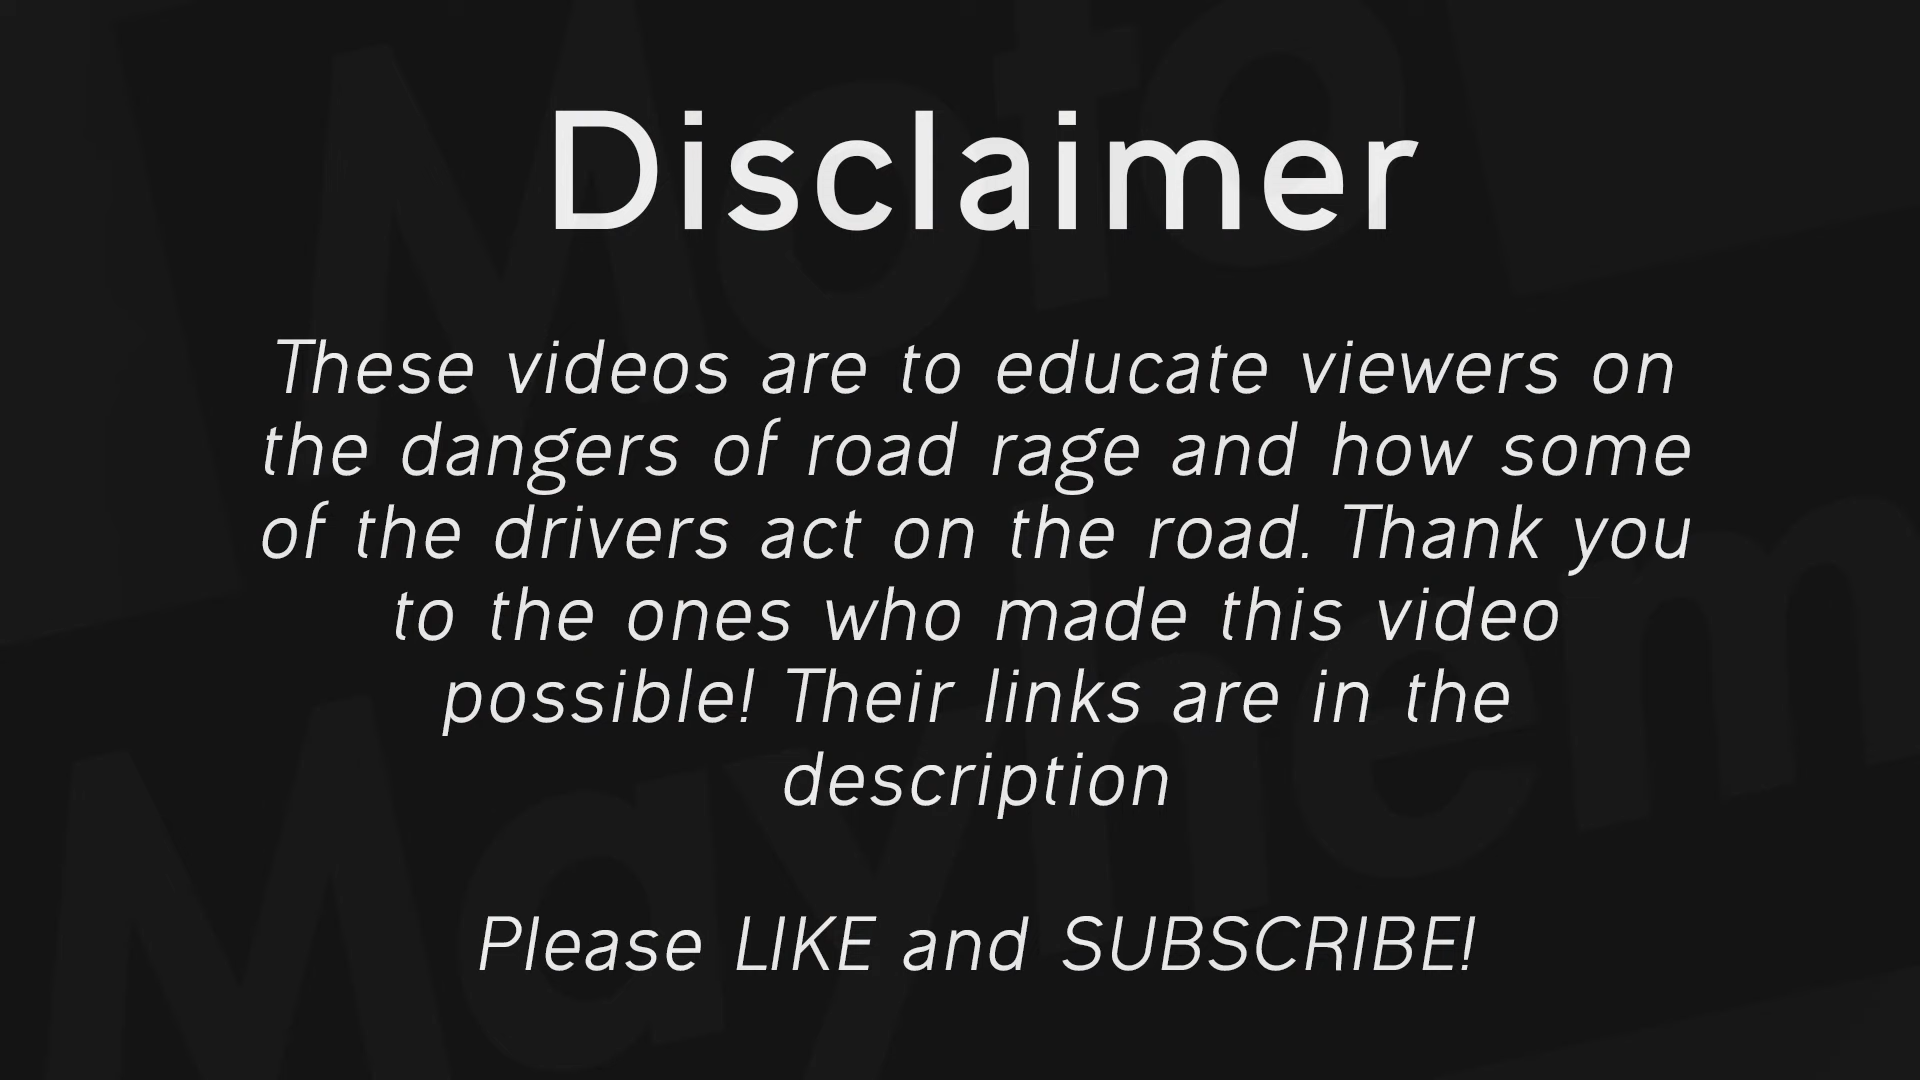 Moto
Mayhem
Disclaimer
These videos are to educate viewers on
the dangers of road rage and how some
of the drivers act on the road. Thank you
to the ones who made this video
possible! Their links are in the
description
Please LIKE and SUBSCRIBE!